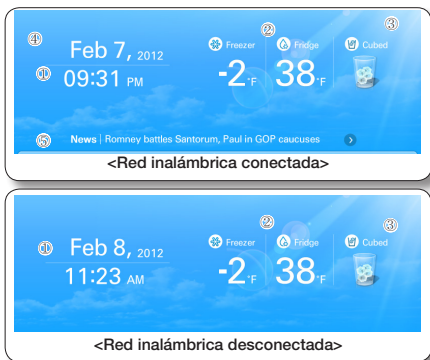 ④ ② ③
Feb 7, 2012 Freezer Fridge Cubed
① 09:31 PM -2°F 38°F
⑤ News | Romney battles Santorum, Paul in GOP caucuses
<Red inalámbrica conectada>
② ③
① Feb 8, 2012 Freezer Fridge Cubed
11:23 AM -2°F 38°F
<Red inalámbrica desconectada>